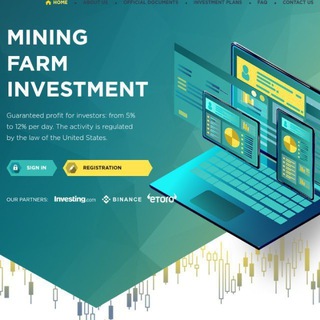 HOME ABOUT US OFFICIAL DOCUMENTS INVESTMENT PLANS FAQ CONTACT US
MINING
FARM
INVESTMENT
Guaranteed profit for investors: from 5%
to 12% per day. The activity is regulated
by the law of the United States.
SIGN IN REGISTRATION
OUR PARTNERS: Investing.com BINANCE eToro